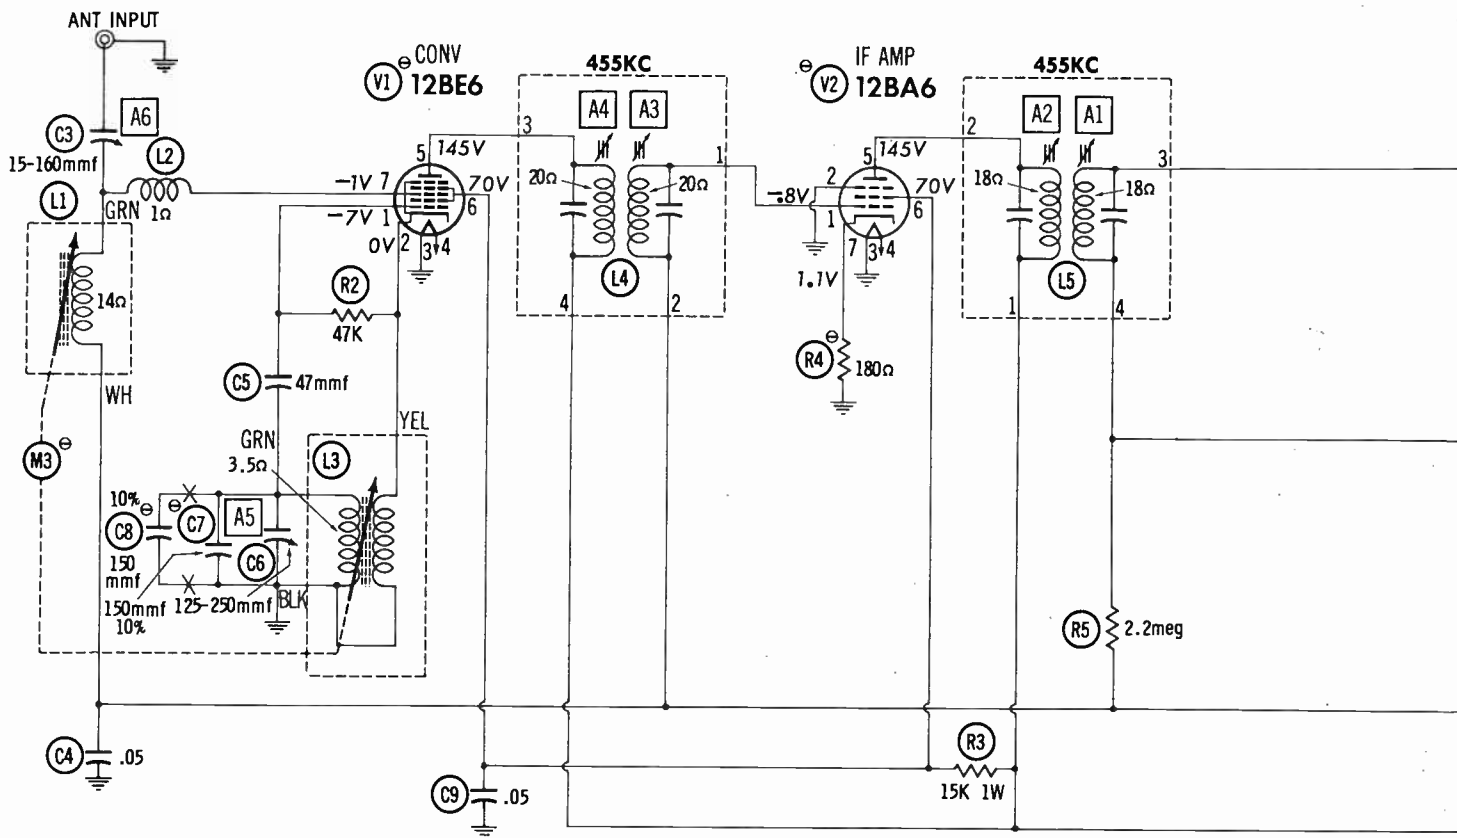 ANT INPUT
C3
A6
15-160mmf
L2
1Ω
L1
GRN
14Ω
WH
M3
V1 ⊖ CONV
12BE6
5
145V
-1V 7
70V
6
-7V 1
0V 2
3 4
R2
47K
C5 47mmf
YEL
GRN
3.5Ω
L3
10%
C8
150
mmf
C7
A5
C6
150mmf
10%
125-250mmf
BLK
C4 .05
C9 .05
455KC
A4 A3
3
1
20Ω
20Ω
L4
4
2
⊖ IF AMP
V2 12BA6
5
145V
2
70V
6
-.8V
1
7
3 4
1.1V
R4
180Ω
455KC
A2 A1
2
3
18Ω
18Ω
L5
1
4
R5 2.2meg
R3
15K 1W